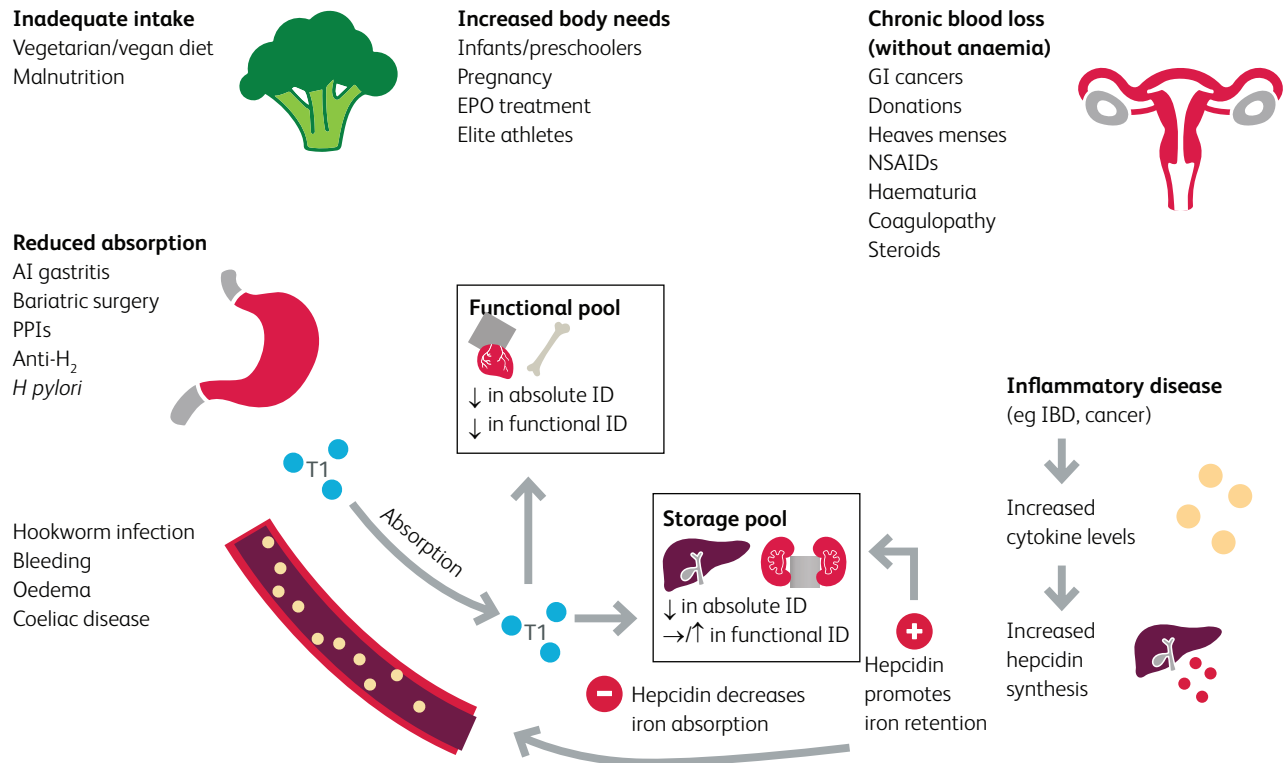 Inadequate intake
Vegetarian/vegan diet
Malnutrition
Increased body needs
Infants/preschoolers
Pregnancy
EPO treatment
Elite athletes
Chronic blood loss
(without anaemia)
GI cancers
Donations
Heaves menses
NSAIDs
Haematuria
Coagulopathy
Steroids
Reduced absorption
AI gastritis
Bariatric surgery
PPIs
Anti-H₂
H pylori
Functional pool
↓ in absolute ID
↓ in functional ID
Inflammatory disease
(eg IBD, cancer)
Increased
cytokine levels
Increased
hepcidin
synthesis
T1
Absorption
Hookworm infection
Bleeding
Oedema
Coeliac disease
T1
Storage pool
↓ in absolute ID
→/↑ in functional ID
+
Hepcidin
promotes
iron retention
−
Hepcidin decreases
iron absorption